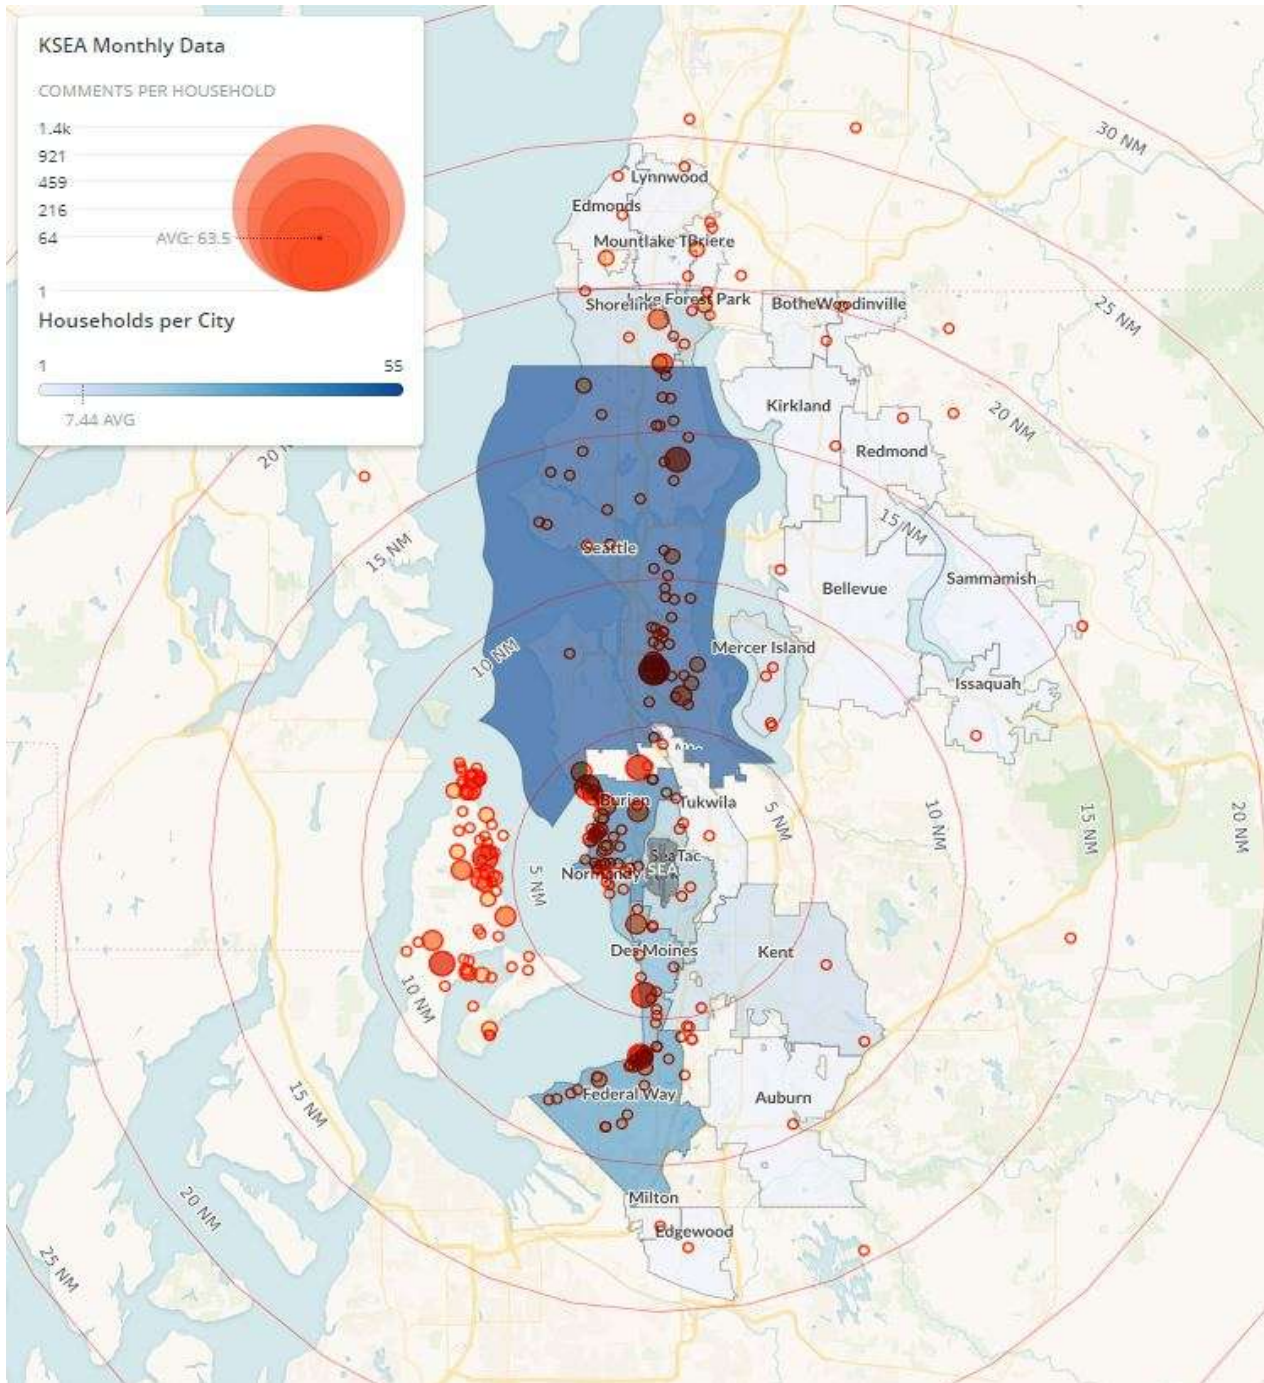 KSEA Monthly Data
COMMENTS PER HOUSEHOLD
1.4k
921
459
216
64
AVG: 63.5
1
Households per City
1
55
7.44 AVG
30 NM
Lynnwood
Edmonds
Mountlake
Shoreline
Lake Forest Park
Bothe
Woodinville
25 NM
Kirkland
20 NM
20
Redmond
15 NM
15 NM
Seattle
Sammamish
Bellevue
10 NM
Mercer Island
Issaquah
Burien
Tukwila
5 NM
10 NM
15 NM
20 NM
SeaTac
SEA
Normandy
5 NM
Des Moines
Kent
10 NM
Federal Way
Auburn
15 NM
Milton
20 NM
Edgewood
25 NM